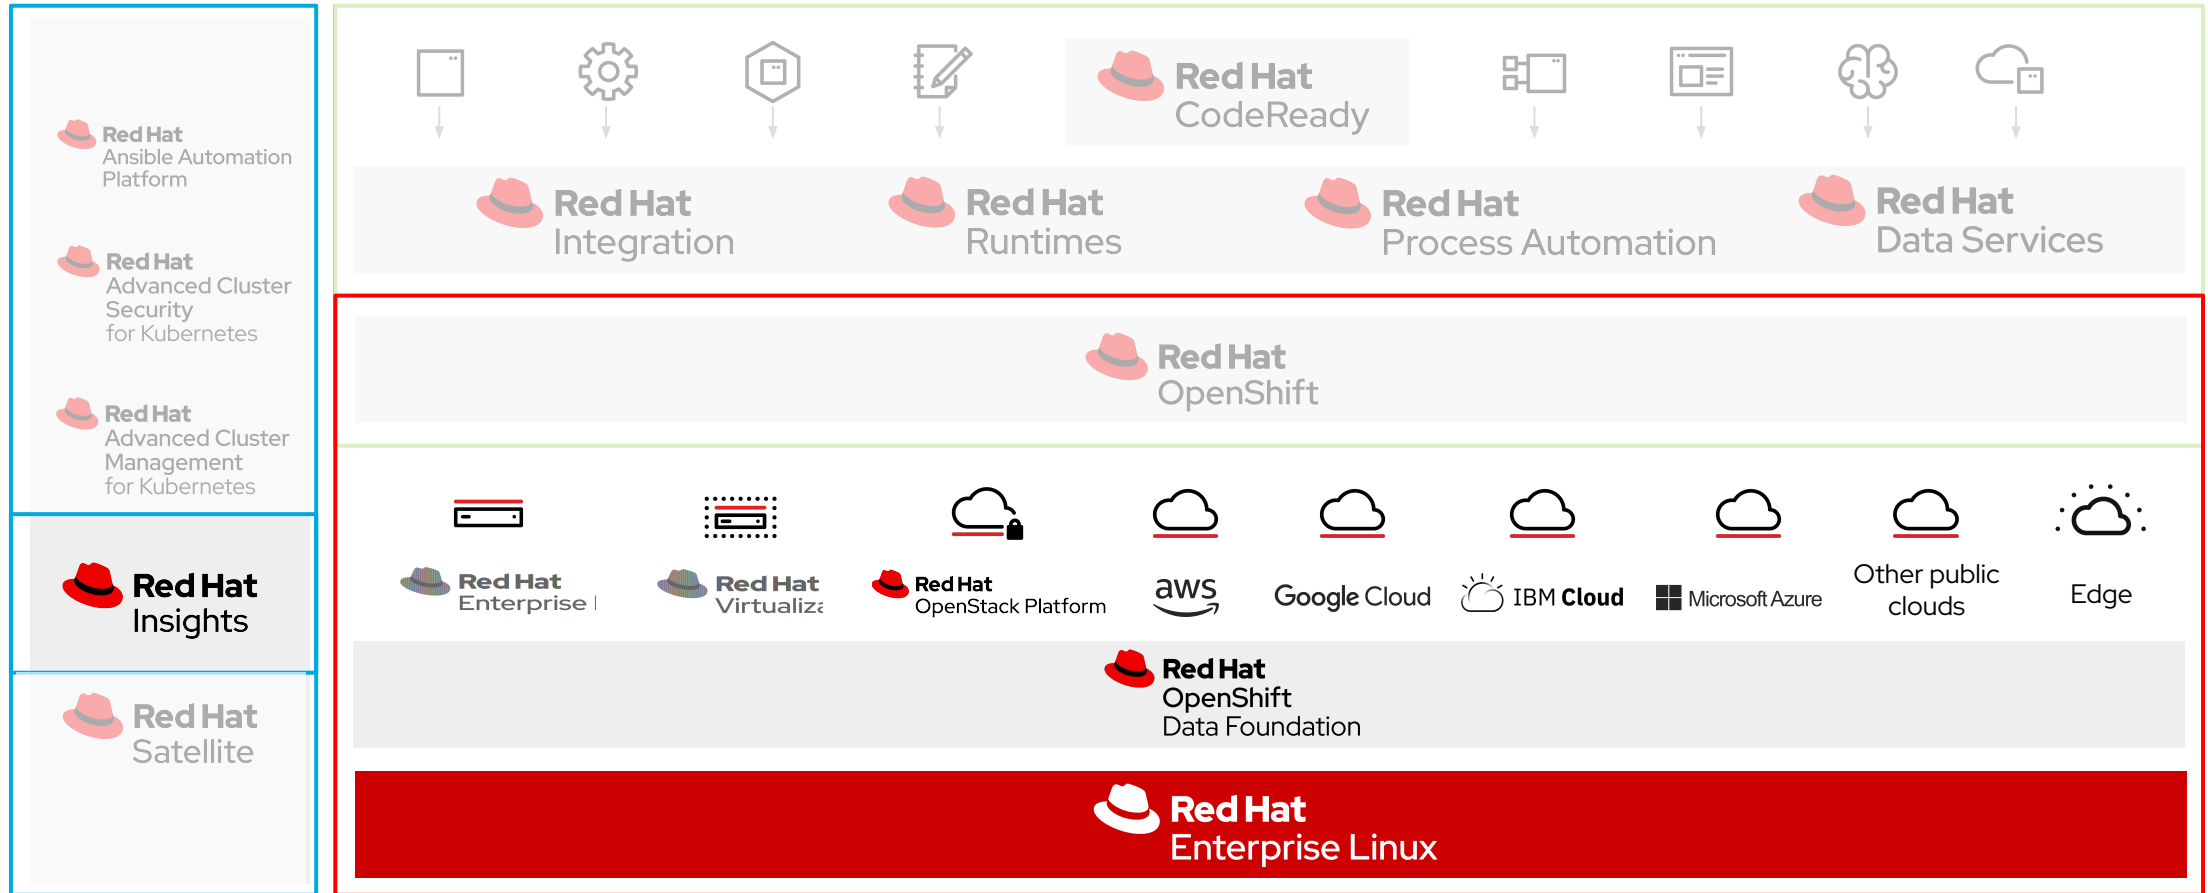 Red Hat
Ansible Automation
Platform
Red Hat
Advanced Cluster
Security
for Kubernetes
Red Hat
Advanced Cluster
Management
for Kubernetes
Red Hat
Insights
Red Hat
Satellite
Red Hat
CodeReady
Red Hat
Integration
Red Hat
Runtimes
Red Hat
Process Automation
Red Hat
Data Services
Red Hat
OpenShift
Red Hat
Enterprise
Red Hat
Virtualiza
Red Hat
OpenStack Platform
aws
Google Cloud
IBM Cloud
Microsoft Azure
Other public
clouds
Edge
Red Hat
OpenShift
Data Foundation
Red Hat
Enterprise Linux